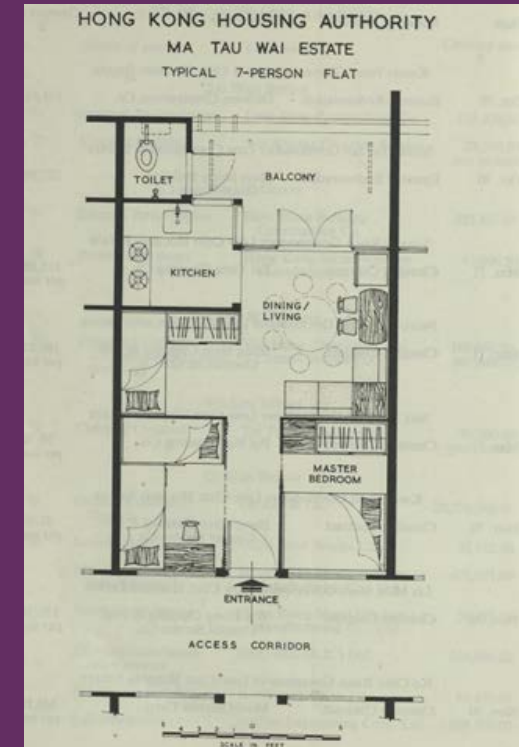 HONG KONG HOUSING AUTHORITY
MA TAU WAI ESTATE
TYPICAL 7-PERSON FLAT
TOILET
BALCONY
KITCHEN
DINING/
LIVING
MASTER
BEDROOM
ENTRANCE
ACCESS CORRIDOR
SCALE IN FEET